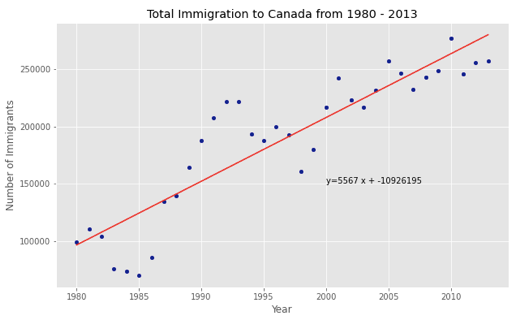 Total Immigration to Canada from 1980 - 2013
Number of Immigrants
250000
200000
150000
100000
y=5567 x + -10926195
1980 1985 1990 1995 2000 2005 2010
Year